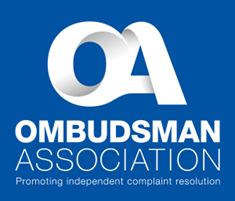 OA
OMBUDSMAN
ASSOCIATION
Promoting independent complaint resolution